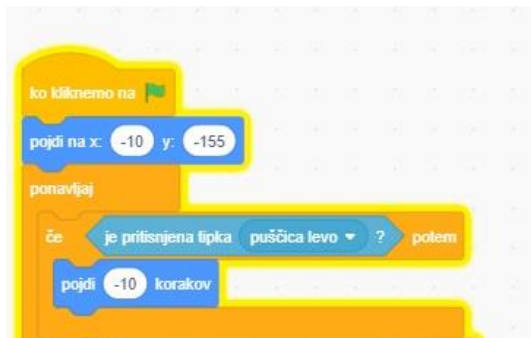 ko kliknemo na
pojdi na x: -10 y: -155
ponavljaj
če je pritisnjena tipka puščica levo ? potem
pojdi -10 korakov